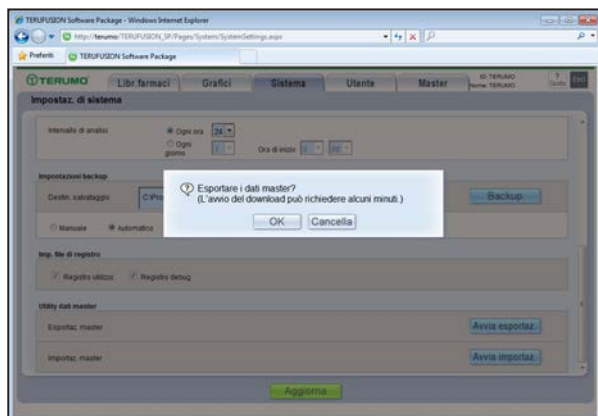 TERUFUSION Software Package - Windows Internet Explorer
http://terumo/TERUFUSION_SP/Pages/System/SystemSettings.aspx
Preferiti TERUFUSION Software Package
TERUMO Libr.farmaci Grafici Sistema Utente Master ID: TERUMO Nome: TERUMO ? Guida
Impostaz. di sistema
Intervallo di analisi Ogni ora 24
Ogni giorno Ora di inizio 00
Impostazioni backup
Destin. salvataggio C:\Pro Backup
Manuale Automatico
Esportare i dati master?
(L'avvio del download può richiedere alcuni minuti.)
OK Cancella
Imp. file di registro
Registro utilizzo Registro debug
Utility dati master
Esportaz. master Avvia esportaz.
Importaz. master Avvia importaz.
Aggiorna